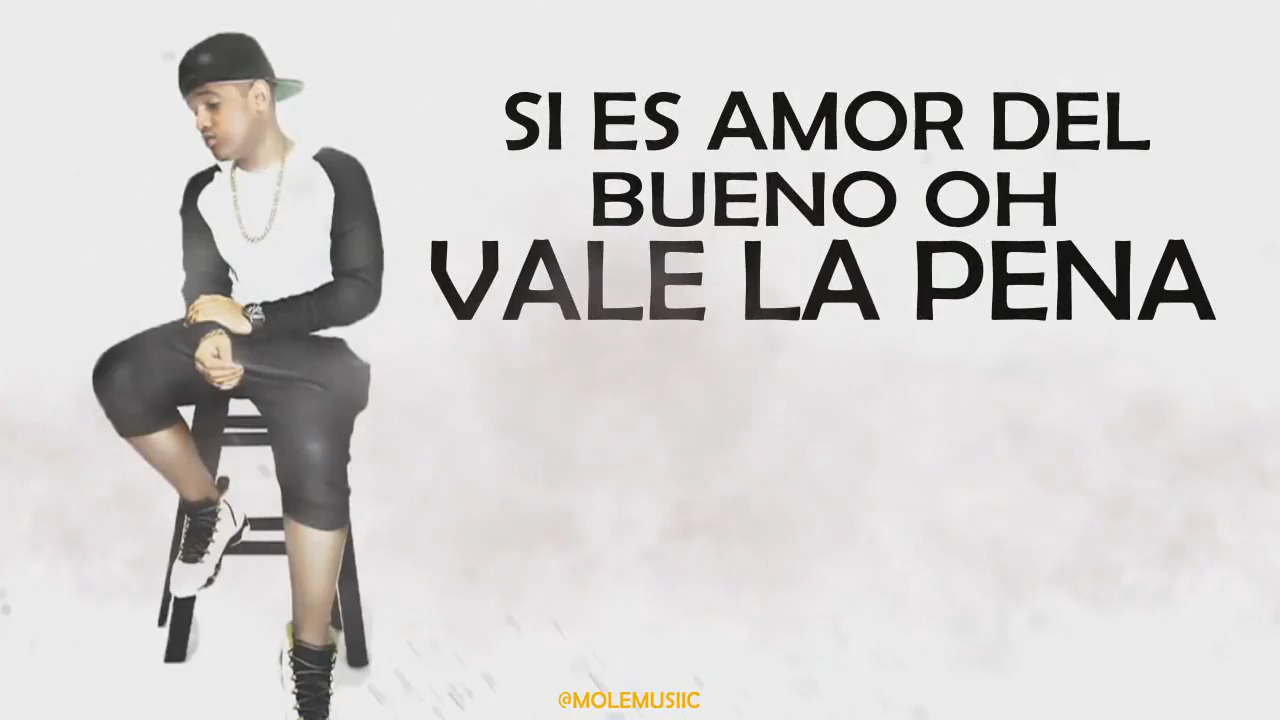 SI ES AMOR DEL
BUENO OH
VALE LA PENA
@MOLEMUSIIC